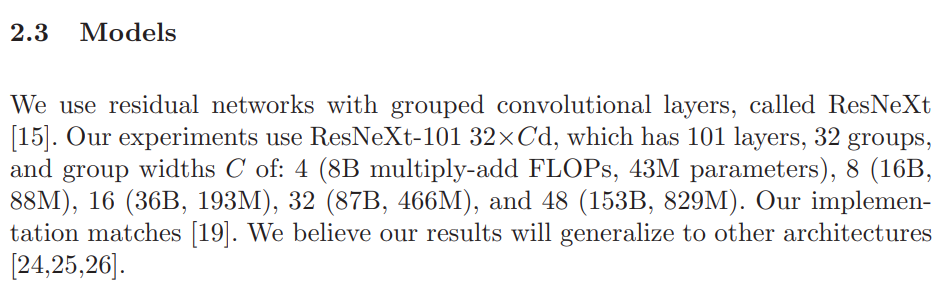 2.3 Models
We use residual networks with grouped convolutional layers, called ResNeXt
[15]. Our experiments use ResNeXt-101 32×Cd, which has 101 layers, 32 groups,
and group widths C of: 4 (8B multiply-add FLOPs, 43M parameters), 8 (16B,
88M), 16 (36B, 193M), 32 (87B, 466M), and 48 (153B, 829M). Our implemen-
tation matches [19]. We believe our results will generalize to other architectures
[24,25,26].